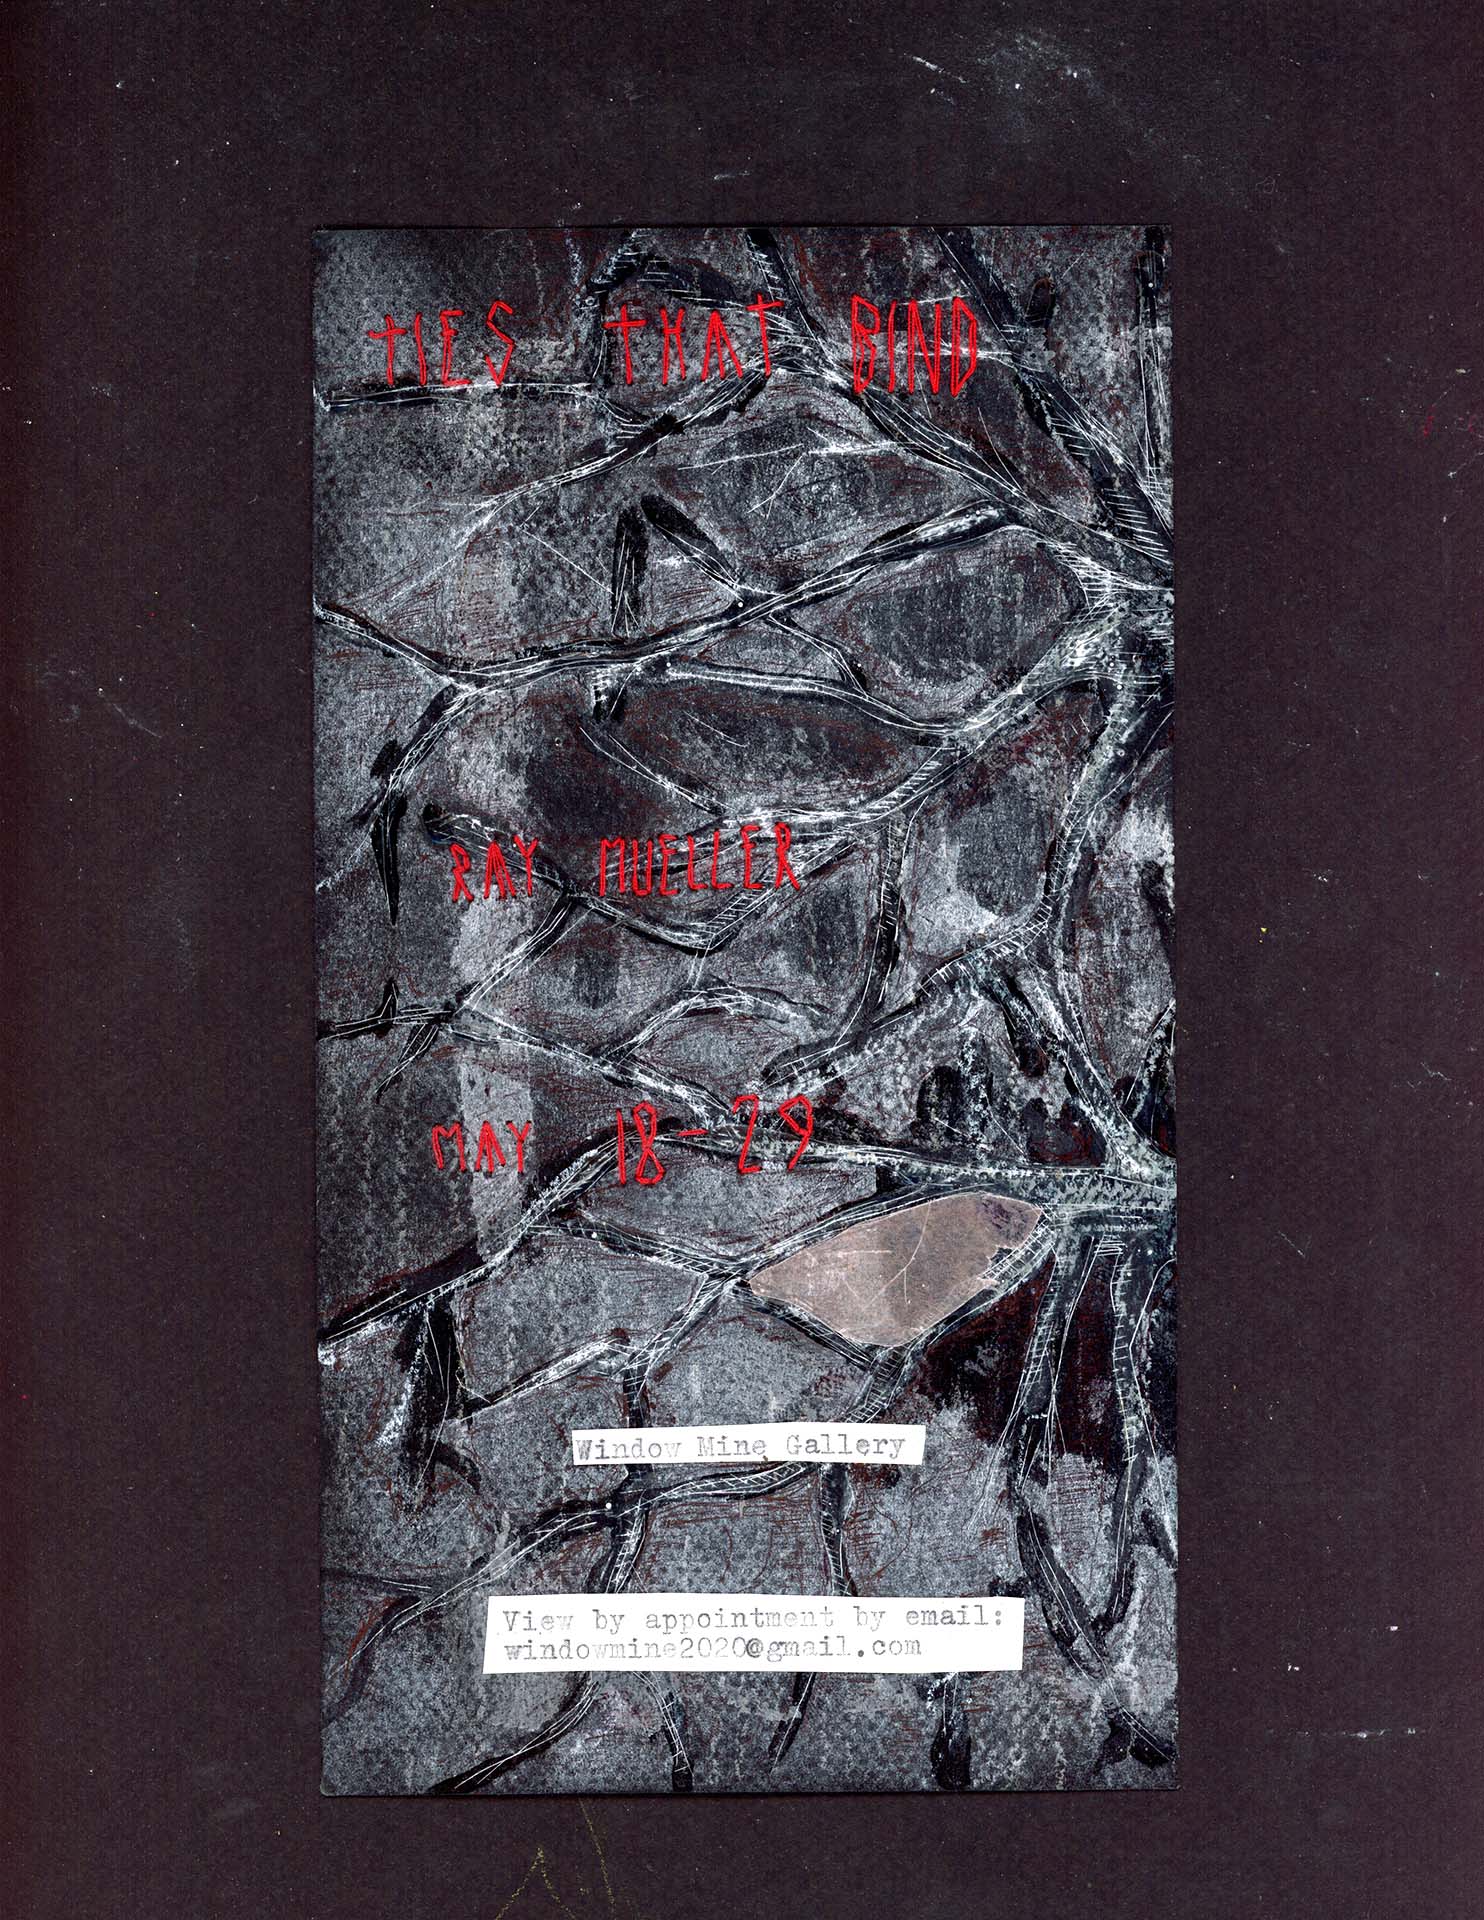 TIES THAT BIND
RAY MUELLER
MAY 18-29
Window Mine Gallery
View by appointment by email:
windowmine2020@gmail.com